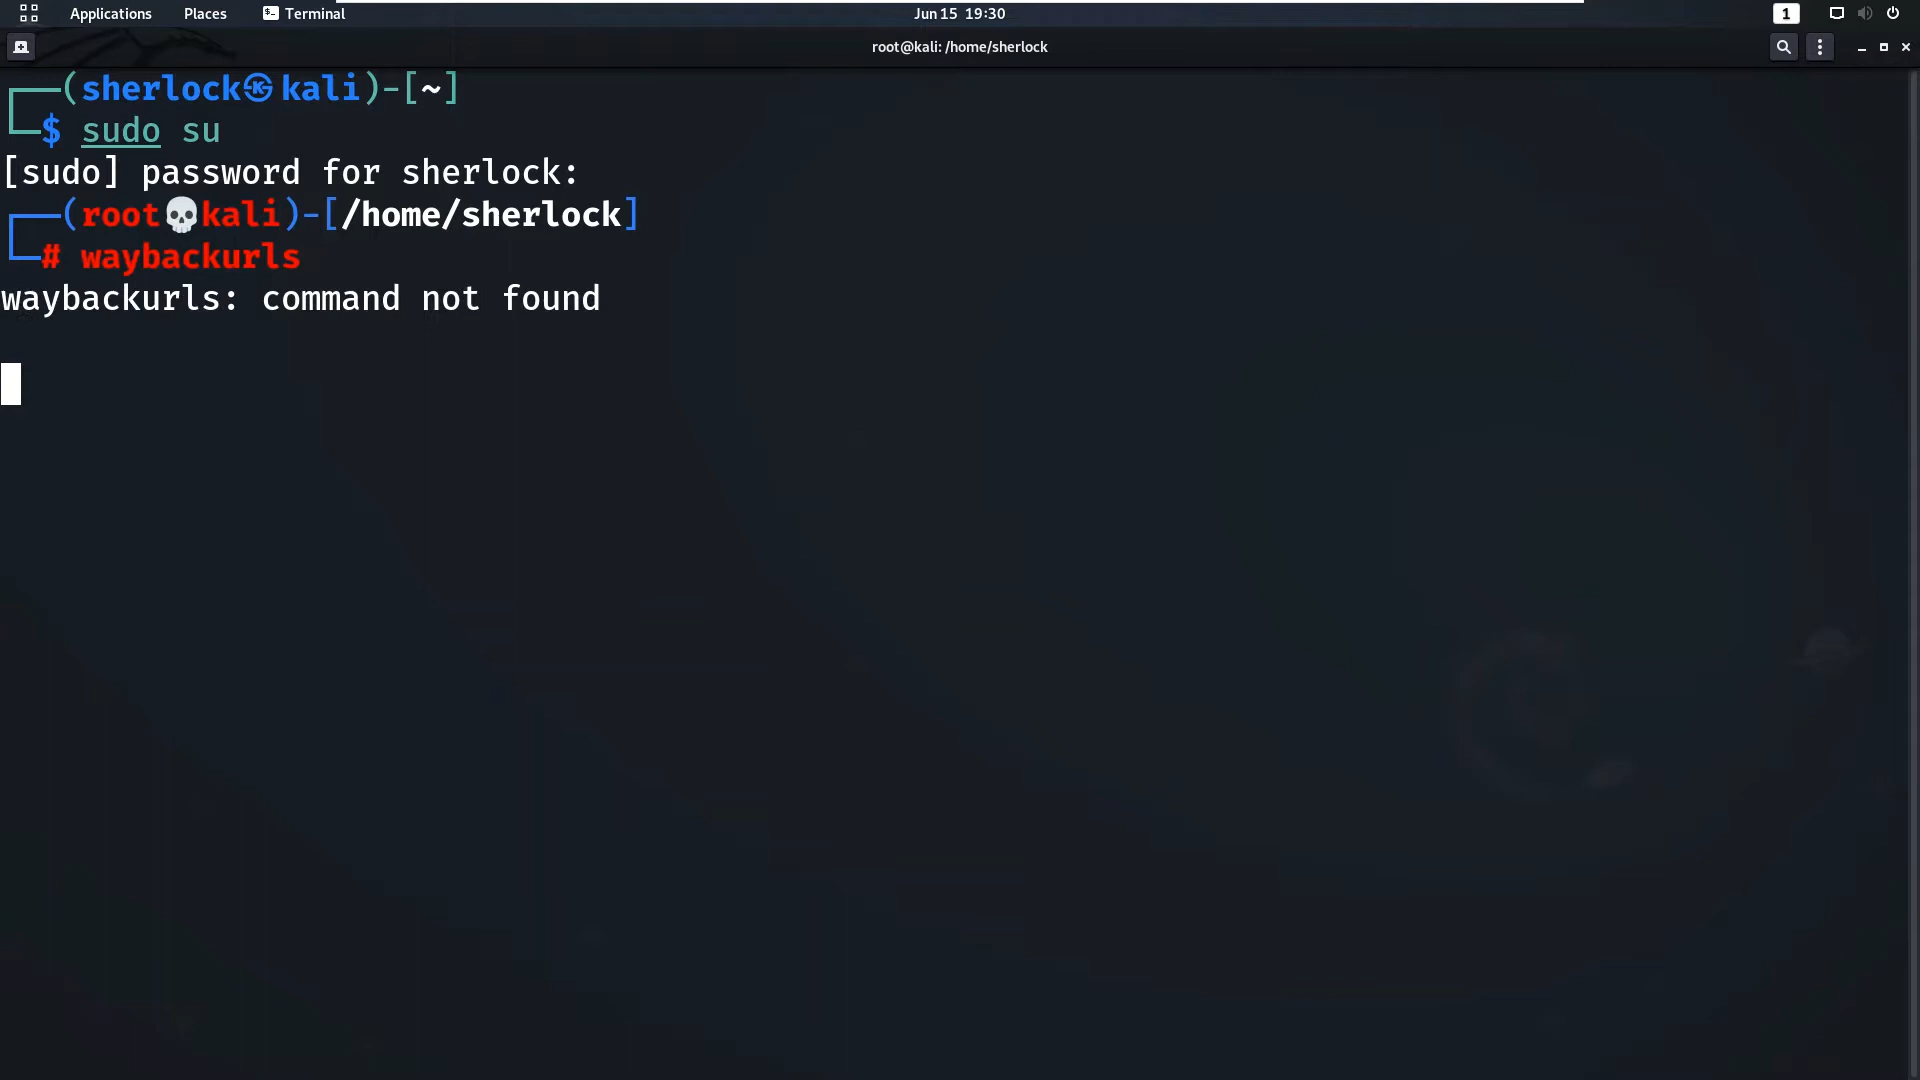 Applications Places Terminal Jun 15 19:30 1
root@kali: /home/sherlock
┌──(sherlock㉿kali)-[~]
└─$ sudo su
[sudo] password for sherlock:
┌──(root💀kali)-[/home/sherlock]
└─# waybackurls
waybackurls: command not found